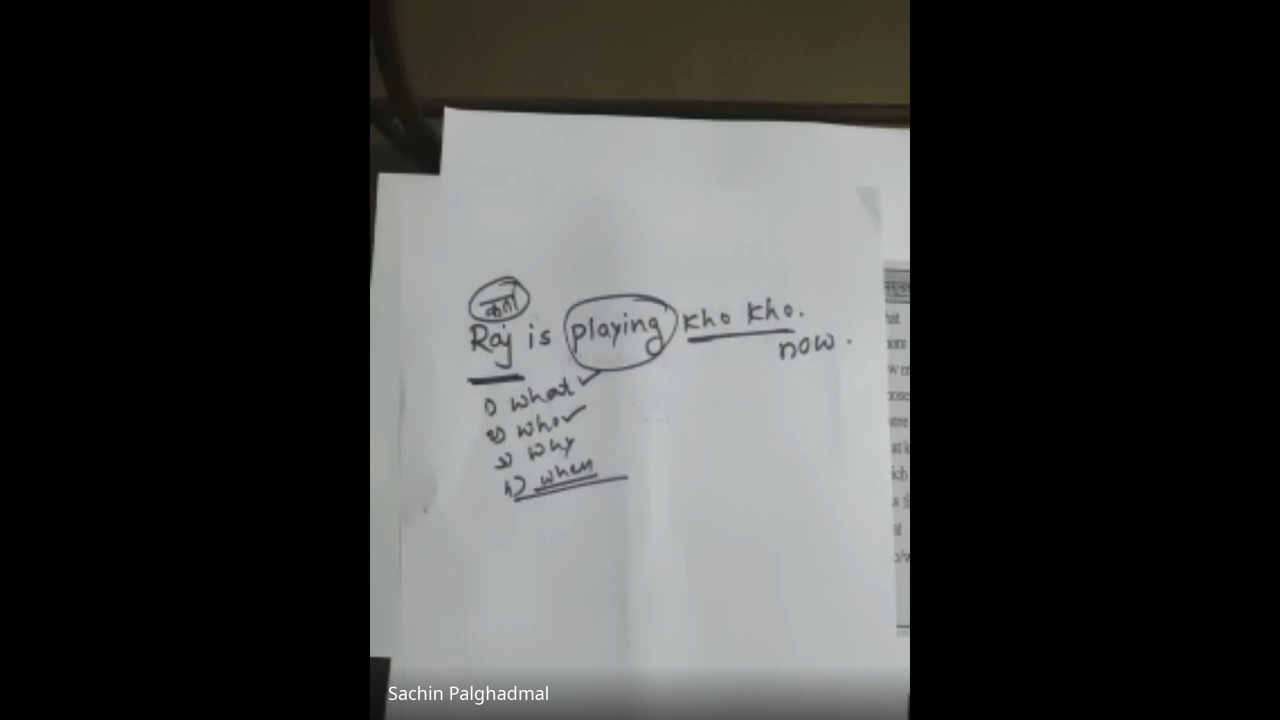 कर्ता
Raj is playing kho kho.
now.
1) what ✓
2) who ✓
3) why
4) when
Sachin Palghadmal